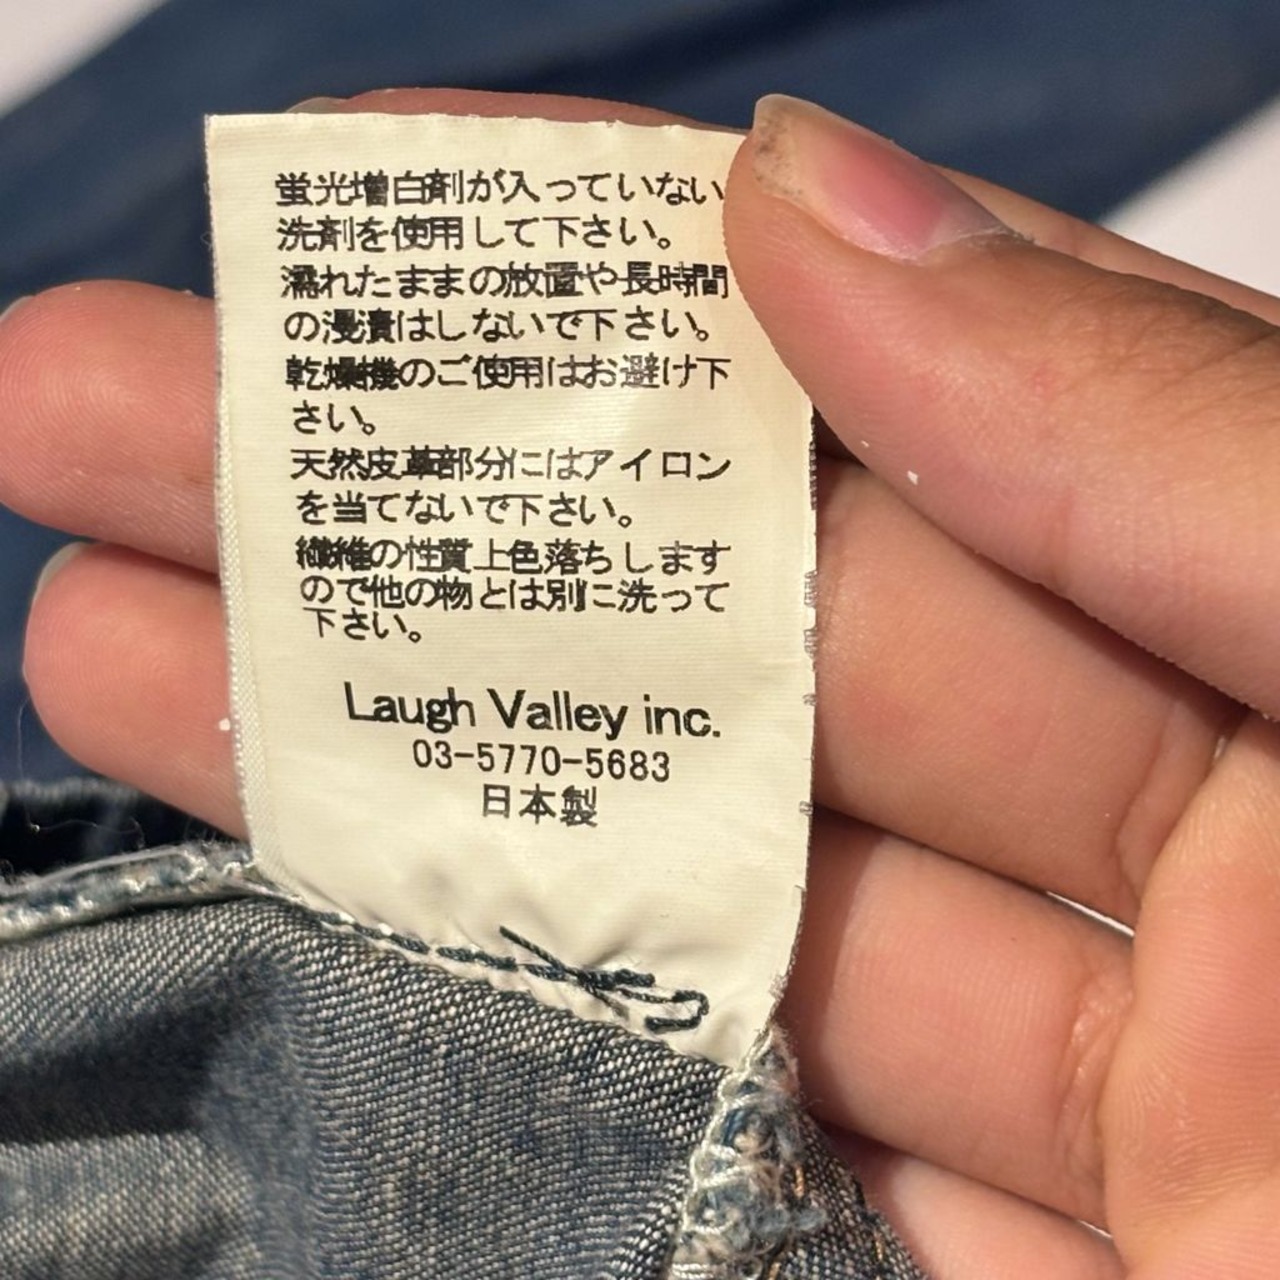 蛍光増白剤が入っていない
洗剤を使用して下さい。
濡れたままの放置や長時間
の浸漬はしないで下さい。
乾燥機のご使用はお避け下
さい。
天然皮革部分にはアイロン
を当てないで下さい。
繊維の性質上色落ちします
ので他の物とは別に洗って
下さい。
Laugh Valley inc.
03-5770-5683
日本製